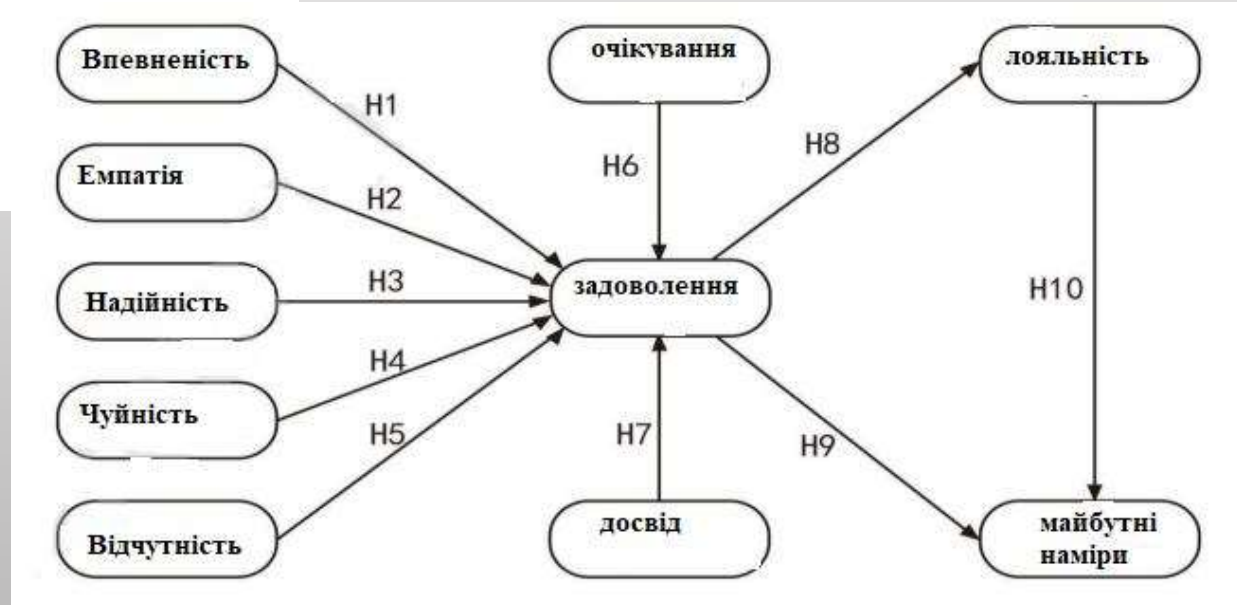 Впевненість
Емпатія
Надійність
Чуйність
Відчутність
H1
H2
H3
H4
H5
очікування
H6
задоволення
H7
досвід
H8
H9
лояльність
H10
майбутні
наміри